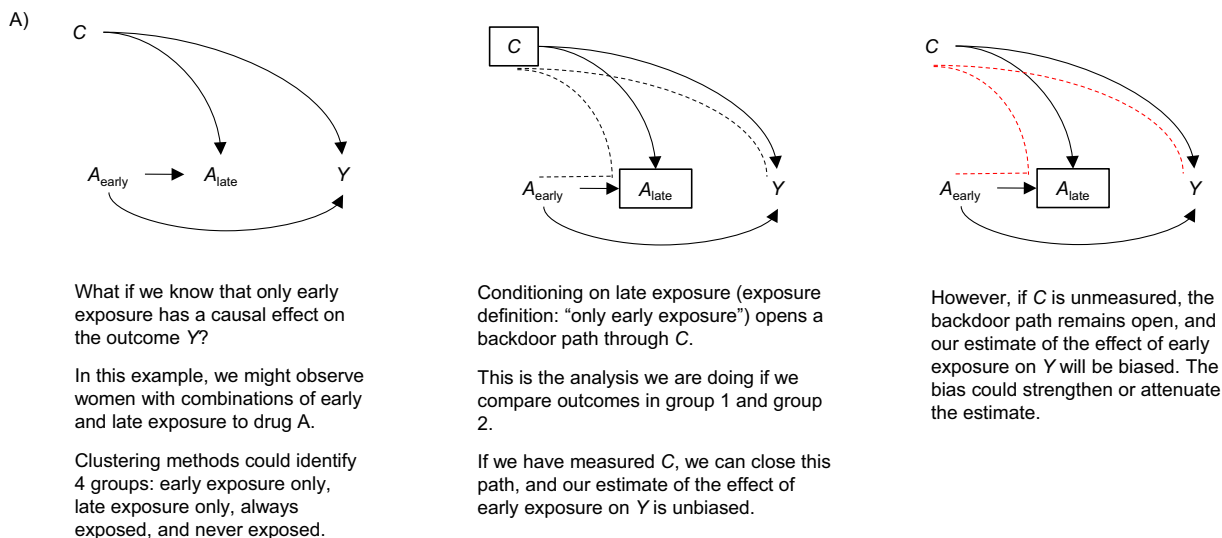 A)
C
A early
A late
Y
What if we know that only early
exposure has a causal effect on
the outcome Y?
In this example, we might observe
women with combinations of early
and late exposure to drug A.
Clustering methods could identify
4 groups: early exposure only,
late exposure only, always
exposed, and never exposed.
C
A early
A late
Y
Conditioning on late exposure (exposure
definition: “only early exposure”) opens a
backdoor path through C.
This is the analysis we are doing if we
compare outcomes in group 1 and group
2.
If we have measured C, we can close this
path, and our estimate of the effect of
early exposure on Y is unbiased.
C
A early
A late
Y
However, if C is unmeasured, the
backdoor path remains open, and
our estimate of the effect of early
exposure on Y will be biased. The
bias could strengthen or attenuate
the estimate.